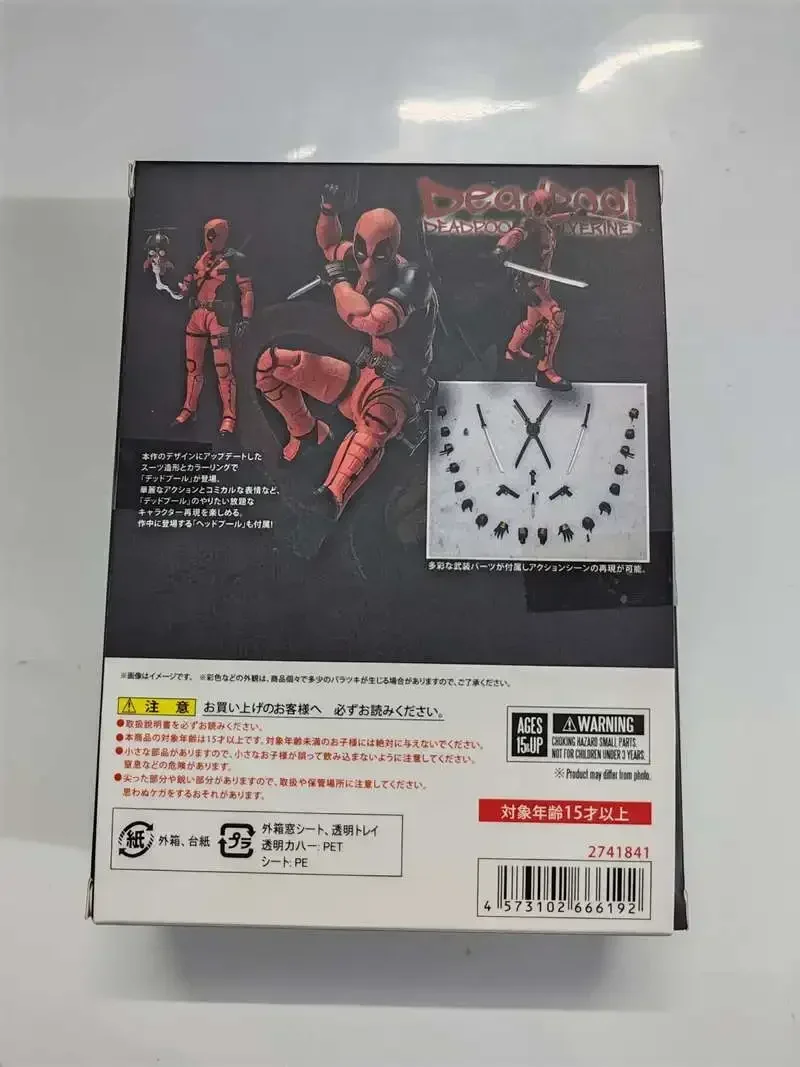 Deadpool
DEADPOOL WOLVERINE
本作のデザインにアップデートした
スーツ造形とカラーリングで
「デッドプール」が登場。
華麗なアクションとコミカルな表情など、
「デッドプール」のやりたい放題な
キャラクター再現を楽しめる。
作中に登場する「ヘッドプール」も付属!
多彩な武装パーツが付属しアクションシーンの再現が可能。
※画像はイメージです。 ※彩色などの外観は、商品個々で多少のバラツキが生じる場合がありますので、ご了承ください。
注 意 お買い上げのお客様へ 必ずお読みください。
●取扱説明書を必ずお読みください。
●本商品の対象年齢は15才以上です。対象年齢未満のお子様には絶対に与えないでください。
●小さな部品がありますので、小さなお子様が誤って飲み込まないように注意してください。
窒息などの危険があります。
●尖った部分や鋭い部分がありますので、取扱や保管場所に注意してください。
思わぬケガをするおそれがあります。
AGES
15&UP
WARNING
CHOKING HAZARD SMALL PARTS.
NOT FOR CHILDREN UNDER 3 YEARS.
※ Product may differ from photo.
対象年齢15才以上
紙 外箱、台紙
プラ 外箱窓シート、透明トレイ
透明カバー: PET
シート: PE
2741841
4 573102 666192